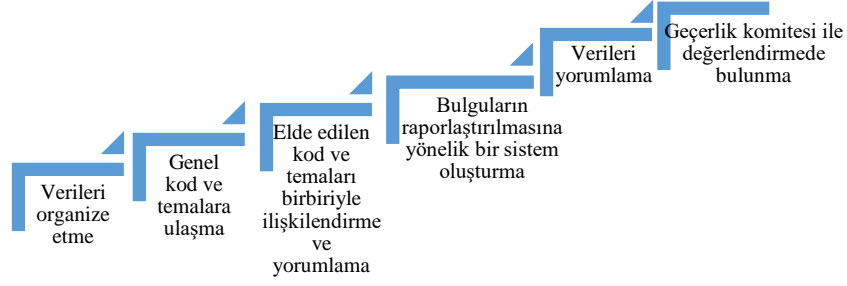 Verileri
organize
etme
Genel
kod ve
temalara
ulaşma
Elde edilen
kod ve
temaları
birbiriyle
ilişkilendirme
ve
yorumlama
Bulguların
raporlaştırılmasına
yönelik bir sistem
oluşturma
Verileri
yorumlama
Geçerlik komitesi ile
değerlendirmede
bulunma